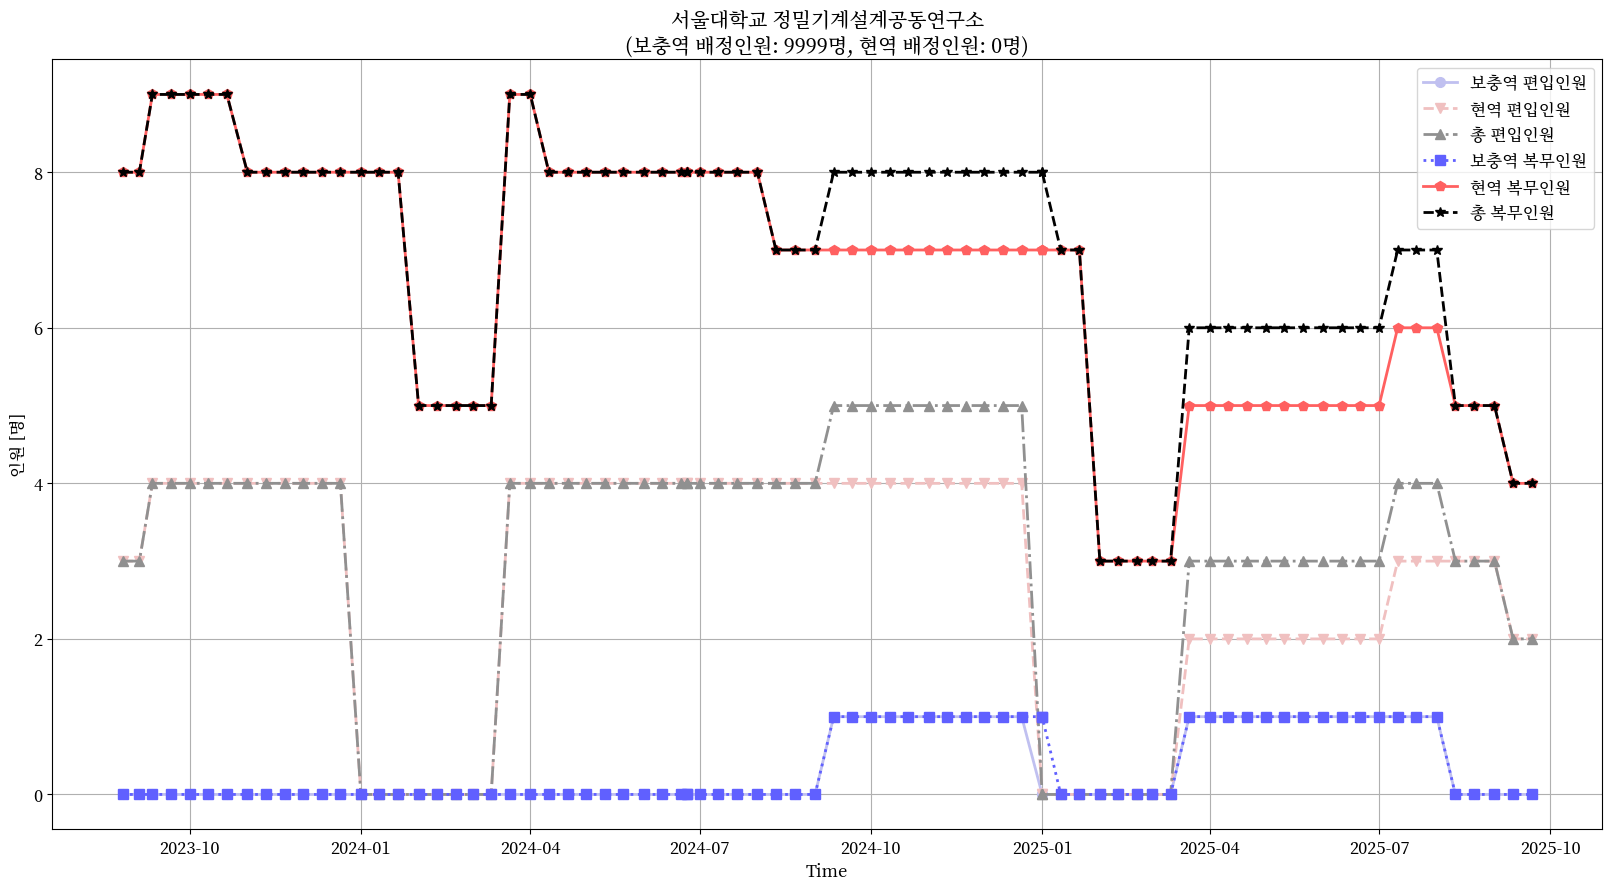 서울대학교 정밀기계설계공동연구소
(보충역 배정인원: 9999명, 현역 배정인원: 0명)
보충역 편입인원
현역 편입인원
총 편입인원
보충역 복무인원
현역 복무인원
총 복무인원
인원 [명]
8
6
4
2
0
2023-10
2024-01
2024-04
2024-07
2024-10
2025-01
2025-04
2025-07
2025-10
Time